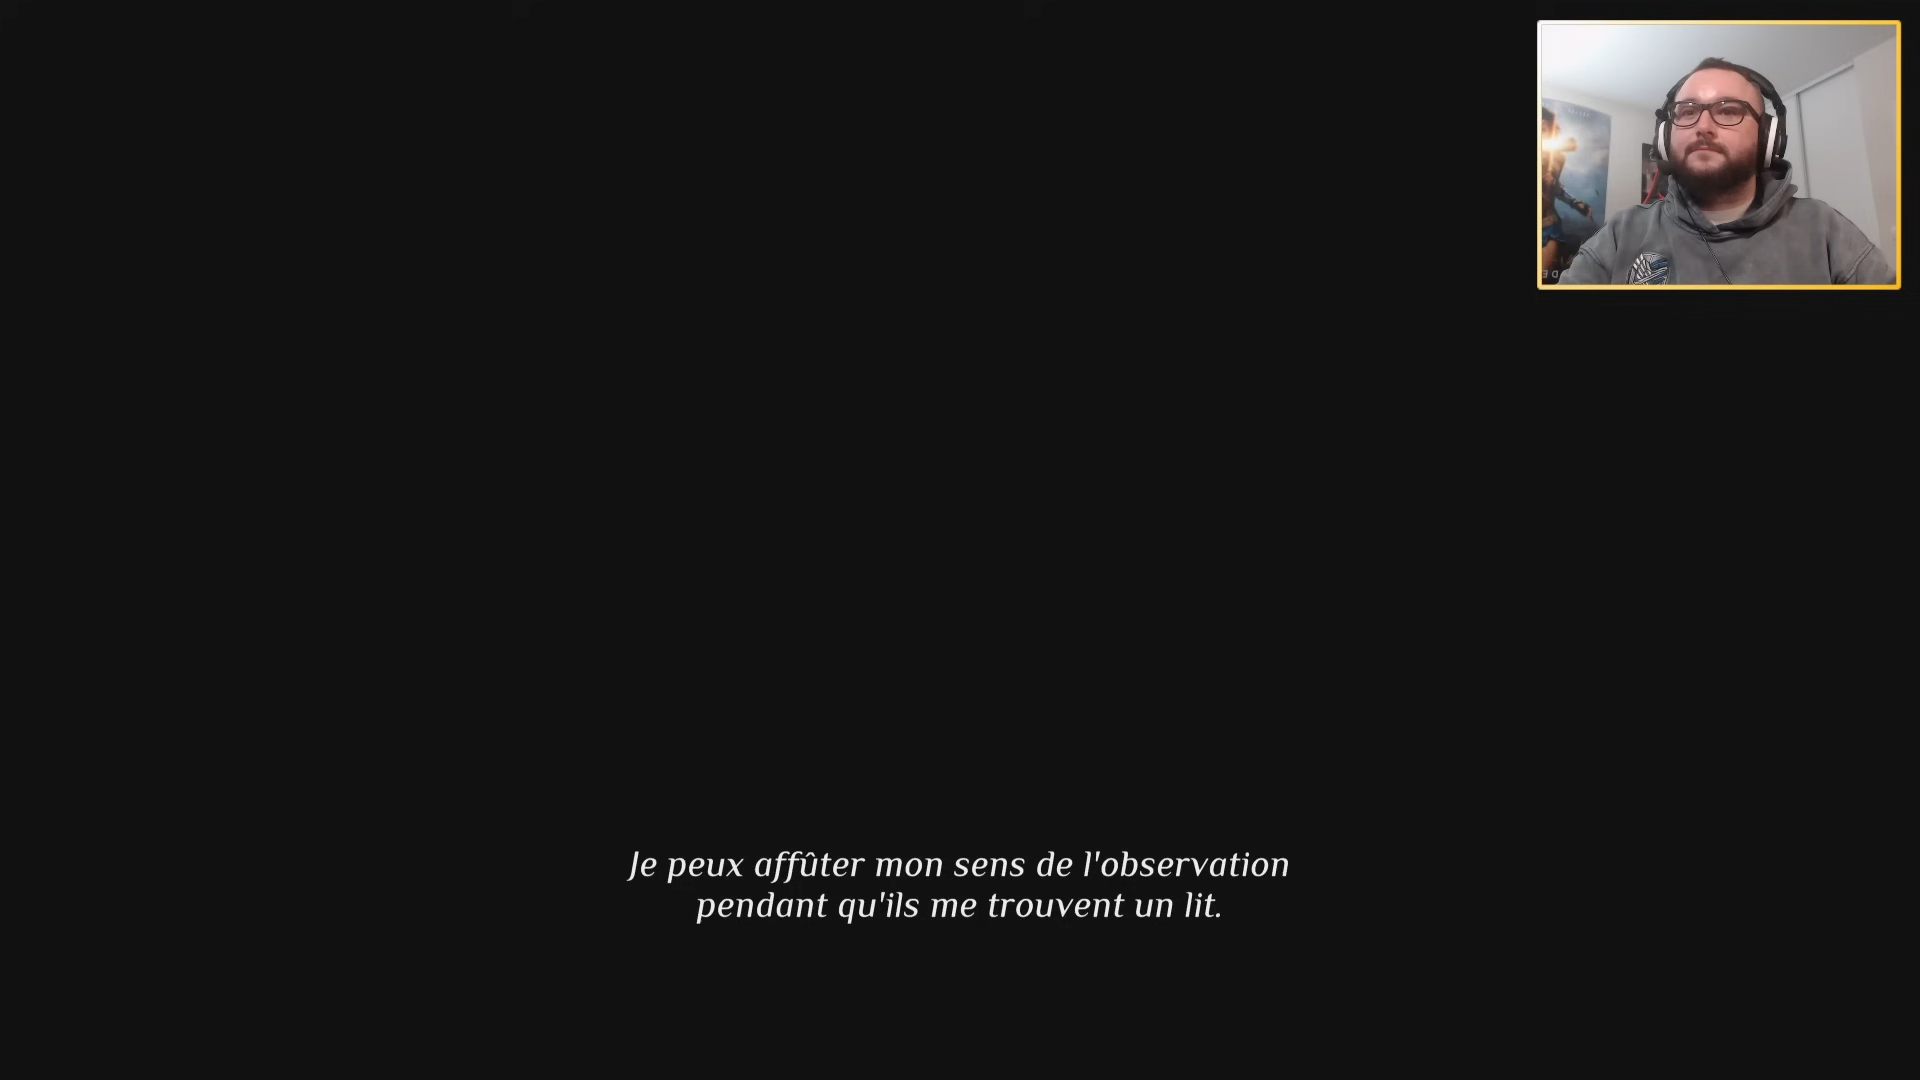 Je peux affûter mon sens de l'observation
pendant qu'ils me trouvent un lit.